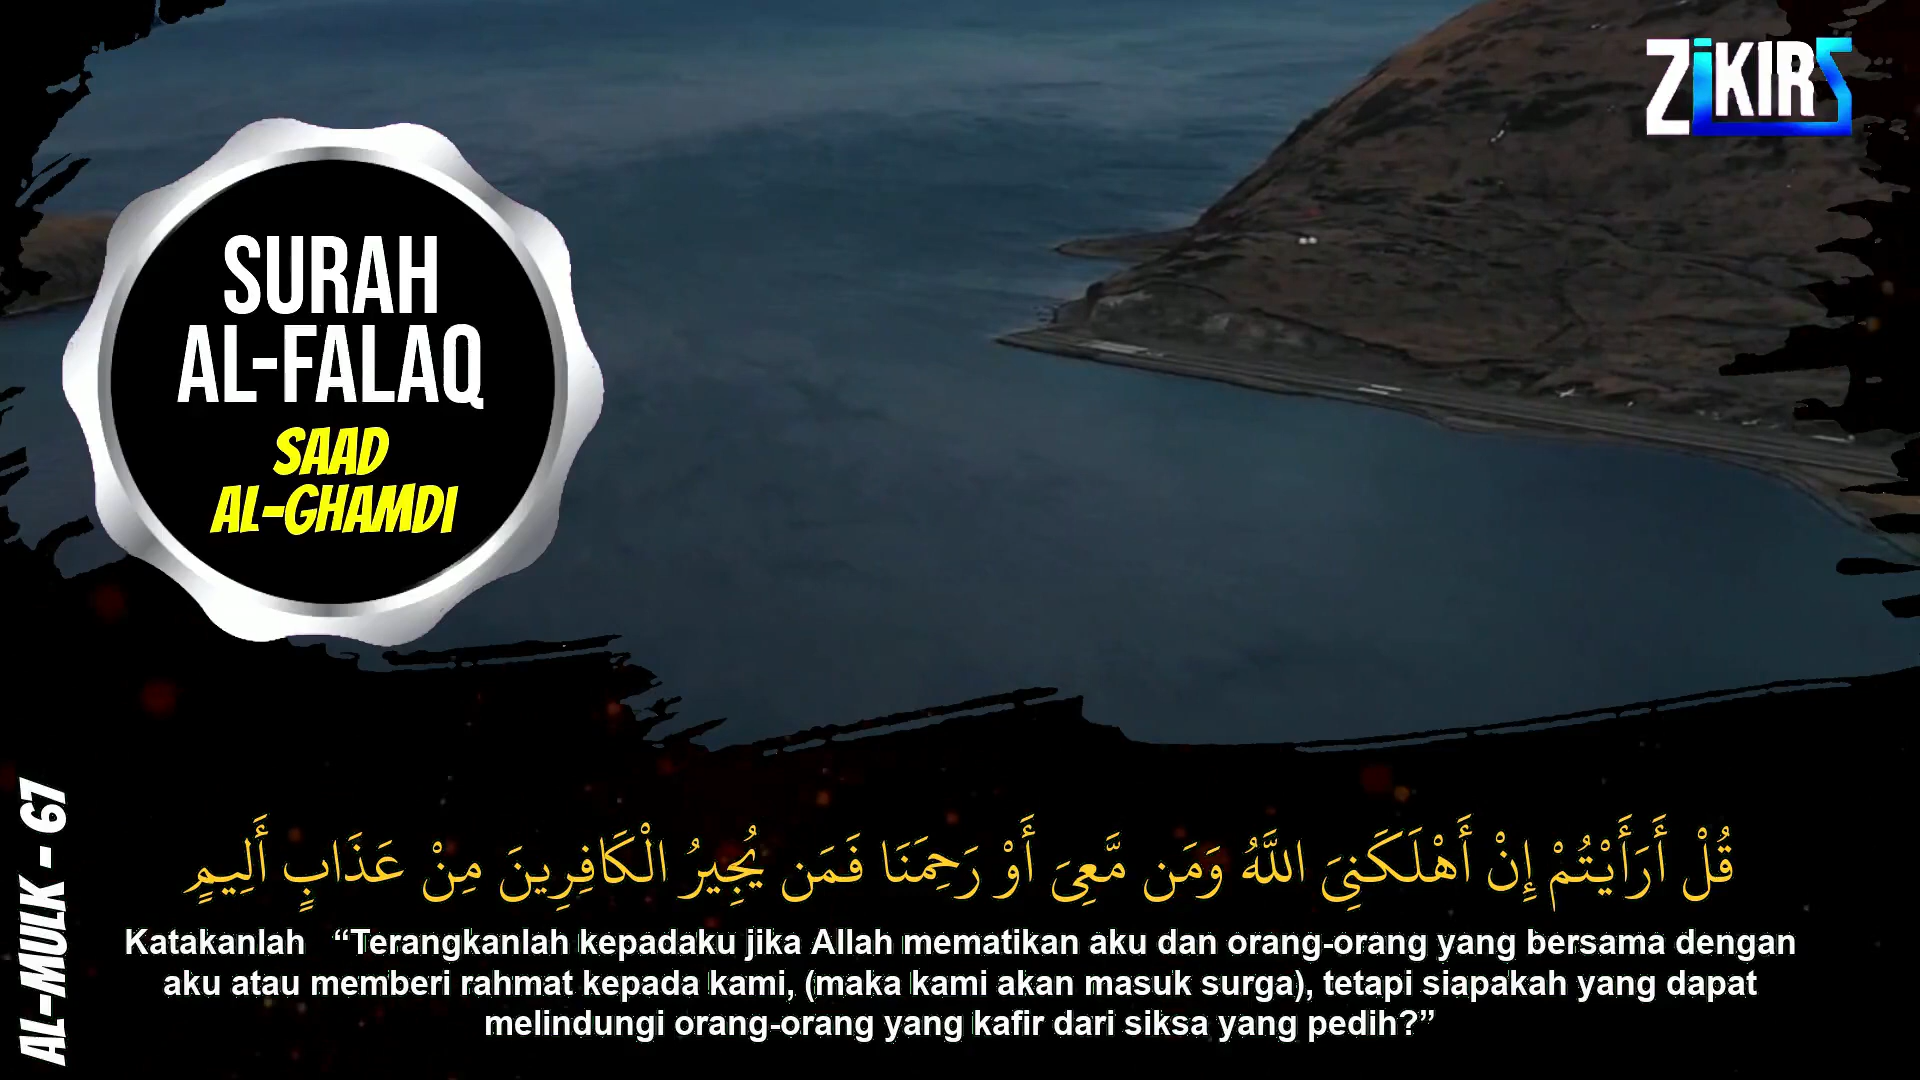 ZiKIRS
SURAH
AL-FALAQ
SAAD
AL-GHAMDI
AL-MULK - 67
قُلْ أَرَأَيْتُمْ إِنْ أَهْلَكَنِىَ اللَّهُ وَمَن مَّعِىَ أَوْ رَحِمَنَا فَمَن يُجِيرُ الْكَافِرِينَ مِنْ عَذَابٍ أَلِيمٍ
Katakanlah “Terangkanlah kepadaku jika Allah mematikan aku dan orang-orang yang bersama dengan
aku atau memberi rahmat kepada kami, (maka kami akan masuk surga), tetapi siapakah yang dapat
melindungi orang-orang yang kafir dari siksa yang pedih?”